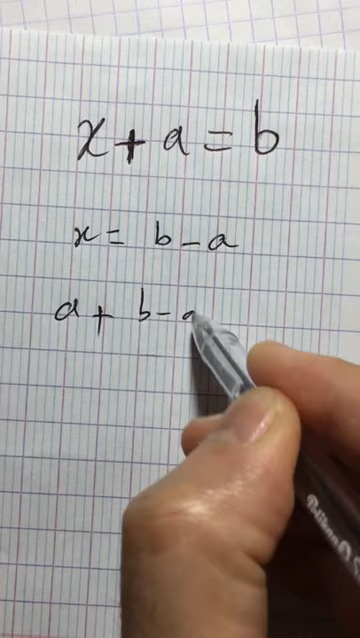 x + a = b
x = b - a
a + b - a